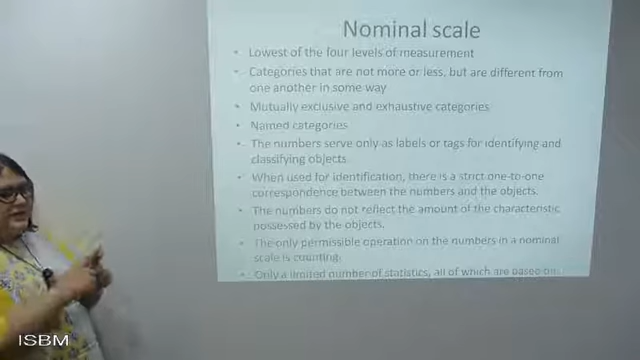 Nominal scale
• Lowest of the four levels of measurement
• Categories that are not more or less, but are different from
one another in some way
• Mutually exclusive and exhaustive categories
• Named categories
• The numbers serve only as labels or tags for identifying and
classifying objects.
• When used for identification, there is a strict one-to-one
correspondence between the numbers and the objects.
• The numbers do not reflect the amount of the characteristic
possessed by the objects.
• The only permissible operation on the numbers in a nominal
scale is counting.
• Only a limited number of statistics, all of which are based on
ISBM